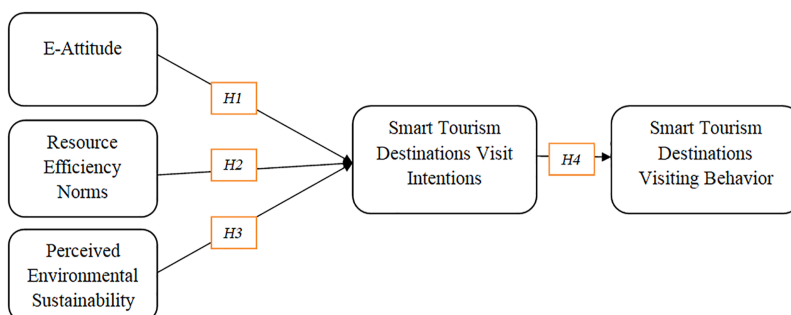 E-Attitude
H1
Resource
Efficiency
Norms
H2
Perceived
Environmental
Sustainability
H3
Smart Tourism
Destinations Visit
Intentions
H4
Smart Tourism
Destinations
Visiting Behavior